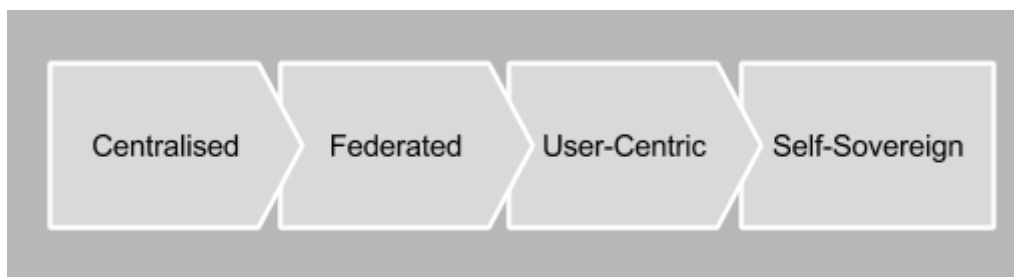 Centralised
Federated
User-Centric
Self-Sovereign